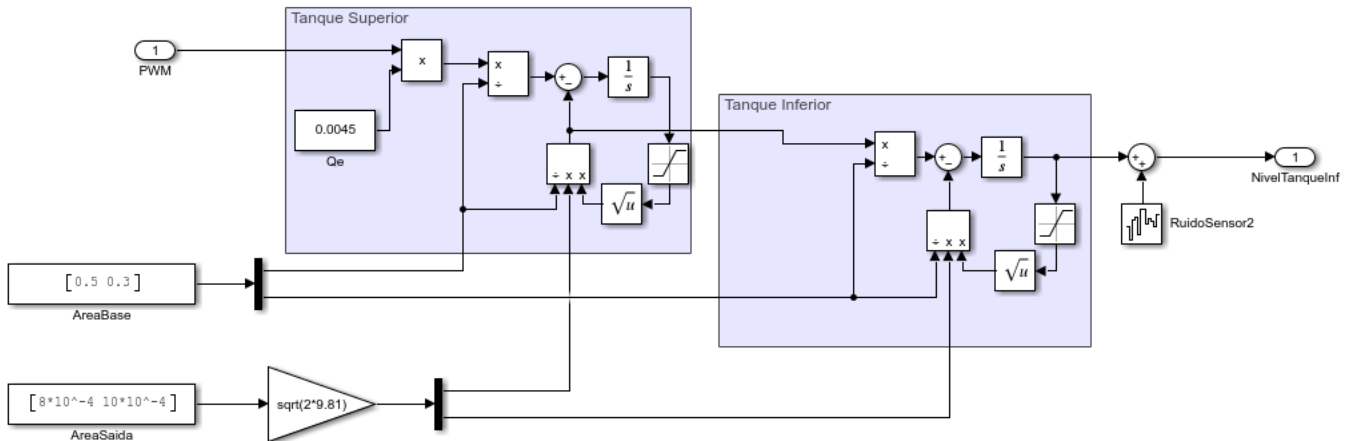 Tanque Superior
1
PWM
x
x
÷
+
−
1
s
0.0045
Qe
÷ x x
√u
Tanque Inferior
x
÷
+
−
1
s
+
+
1
NivelTanqueInf
÷ x x
√u
RuidoSensor2
[0.5 0.3]
AreaBase
[8*10^-4 10*10^-4]
AreaSaida
sqrt(2*9.81)